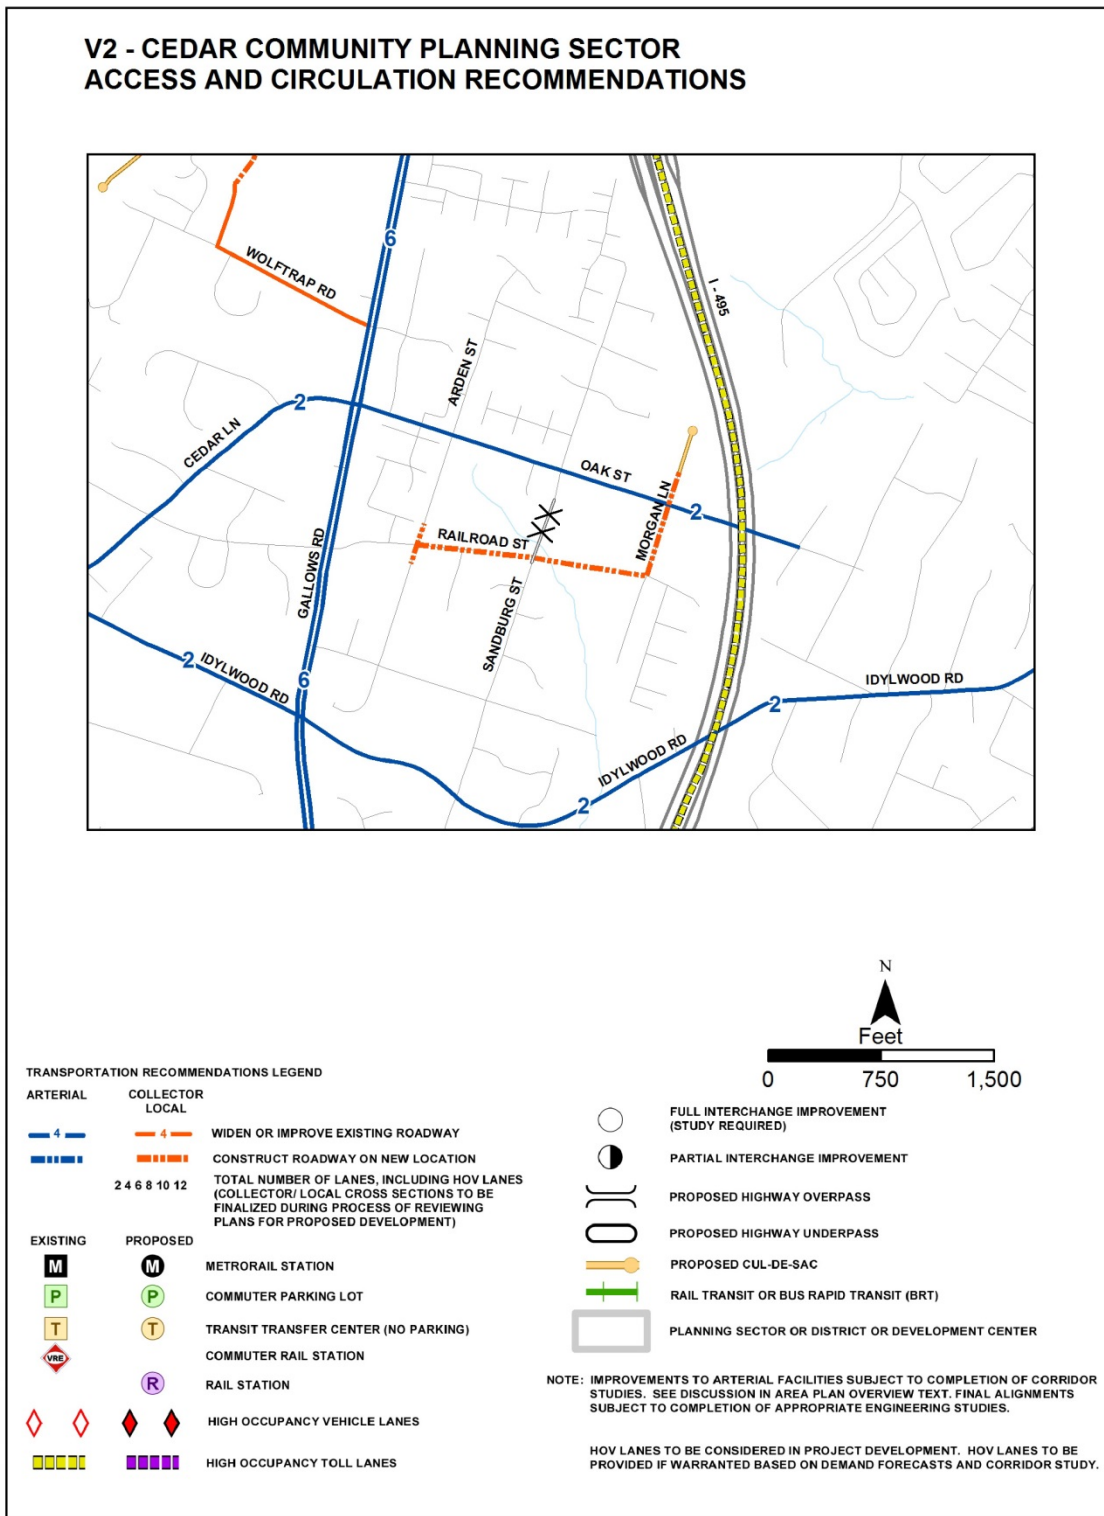 V2 - CEDAR COMMUNITY PLANNING SECTOR
ACCESS AND CIRCULATION RECOMMENDATIONS
6
WOLFTRAP RD
I - 495
ARDEN ST
2
CEDAR LN
OAK ST
MORGAN LN
2
RAILROAD ST
GALLOWS RD
SANDBURG ST
2
IDYLWOOD RD
6
IDYLWOOD RD
2
IDYLWOOD RD
2
N
Feet
0 750 1,500
TRANSPORTATION RECOMMENDATIONS LEGEND
ARTERIAL COLLECTOR
LOCAL
4 4 WIDEN OR IMPROVE EXISTING ROADWAY
CONSTRUCT ROADWAY ON NEW LOCATION
2 4 6 8 10 12 TOTAL NUMBER OF LANES, INCLUDING HOV LANES
(COLLECTOR/ LOCAL CROSS SECTIONS TO BE
FINALIZED DURING PROCESS OF REVIEWING
PLANS FOR PROPOSED DEVELOPMENT)
EXISTING PROPOSED
M M METRORAIL STATION
P P COMMUTER PARKING LOT
T T TRANSIT TRANSFER CENTER (NO PARKING)
VRE COMMUTER RAIL STATION
R RAIL STATION
HIGH OCCUPANCY VEHICLE LANES
HIGH OCCUPANCY TOLL LANES
FULL INTERCHANGE IMPROVEMENT
(STUDY REQUIRED)
PARTIAL INTERCHANGE IMPROVEMENT
PROPOSED HIGHWAY OVERPASS
PROPOSED HIGHWAY UNDERPASS
PROPOSED CUL-DE-SAC
RAIL TRANSIT OR BUS RAPID TRANSIT (BRT)
PLANNING SECTOR OR DISTRICT OR DEVELOPMENT CENTER
NOTE: IMPROVEMENTS TO ARTERIAL FACILITIES SUBJECT TO COMPLETION OF CORRIDOR
STUDIES. SEE DISCUSSION IN AREA PLAN OVERVIEW TEXT. FINAL ALIGNMENTS
SUBJECT TO COMPLETION OF APPROPRIATE ENGINEERING STUDIES.
HOV LANES TO BE CONSIDERED IN PROJECT DEVELOPMENT. HOV LANES TO BE
PROVIDED IF WARRANTED BASED ON DEMAND FORECASTS AND CORRIDOR STUDY.